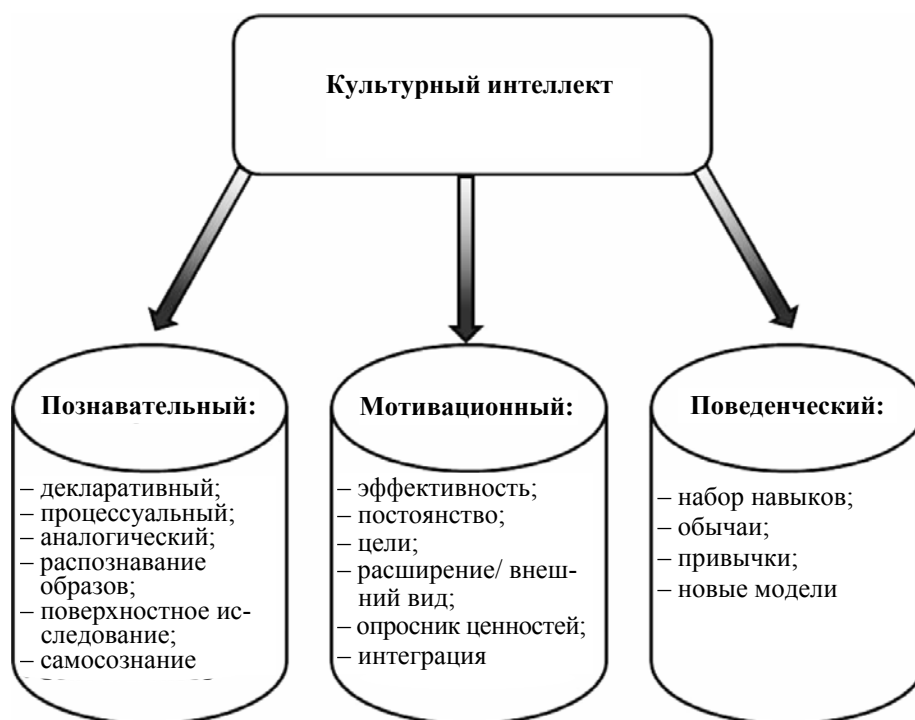 Культурный интеллект
Познавательный:
– декларативный;
– процессуальный;
– аналогический;
– распознавание
образов;
– поверхностное ис-
следование;
– самосознание
Мотивационный:
– эффективность;
– постоянство;
– цели;
– расширение/ внеш-
ний вид;
– опросник ценностей;
– интеграция
Поведенческий:
– набор навыков;
– обычаи;
– привычки;
– новые модели